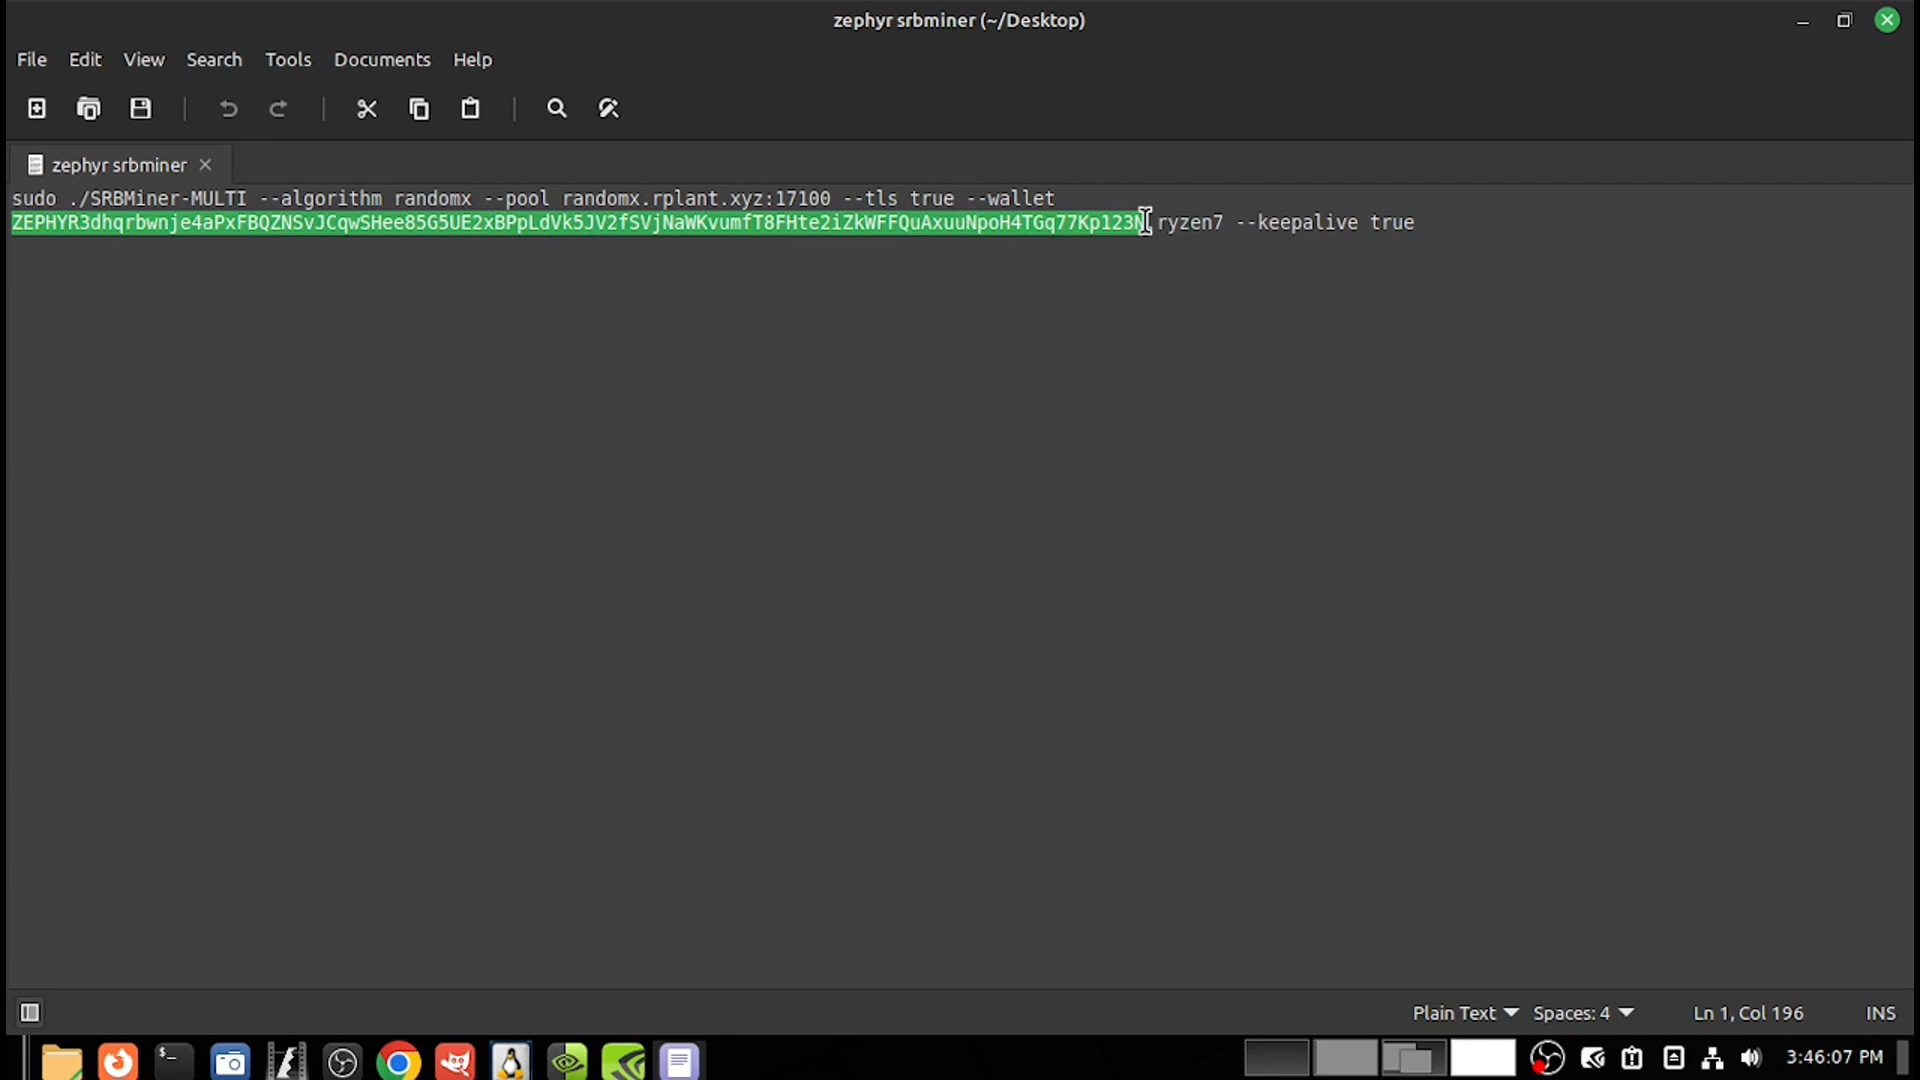 zephyr srbminer (~/Desktop)
File Edit View Search Tools Documents Help
zephyr srbminer
sudo ./SRBMiner-MULTI --algorithm randomx --pool randomx.rplant.xyz:17100 --tls true --wallet
ZEPHYR3dhqrbwnje4aPxFBQZNSvJCqwSHee85G5UE2xBPpLdVk5JV2fSVjNaWKvumfT8FHte2iZkWFFQuAxuuNpoH4TGq77Kp123N ryzen7 --keepalive true
Plain Text Spaces: 4 Ln 1, Col 196 INS
3:46:07 PM